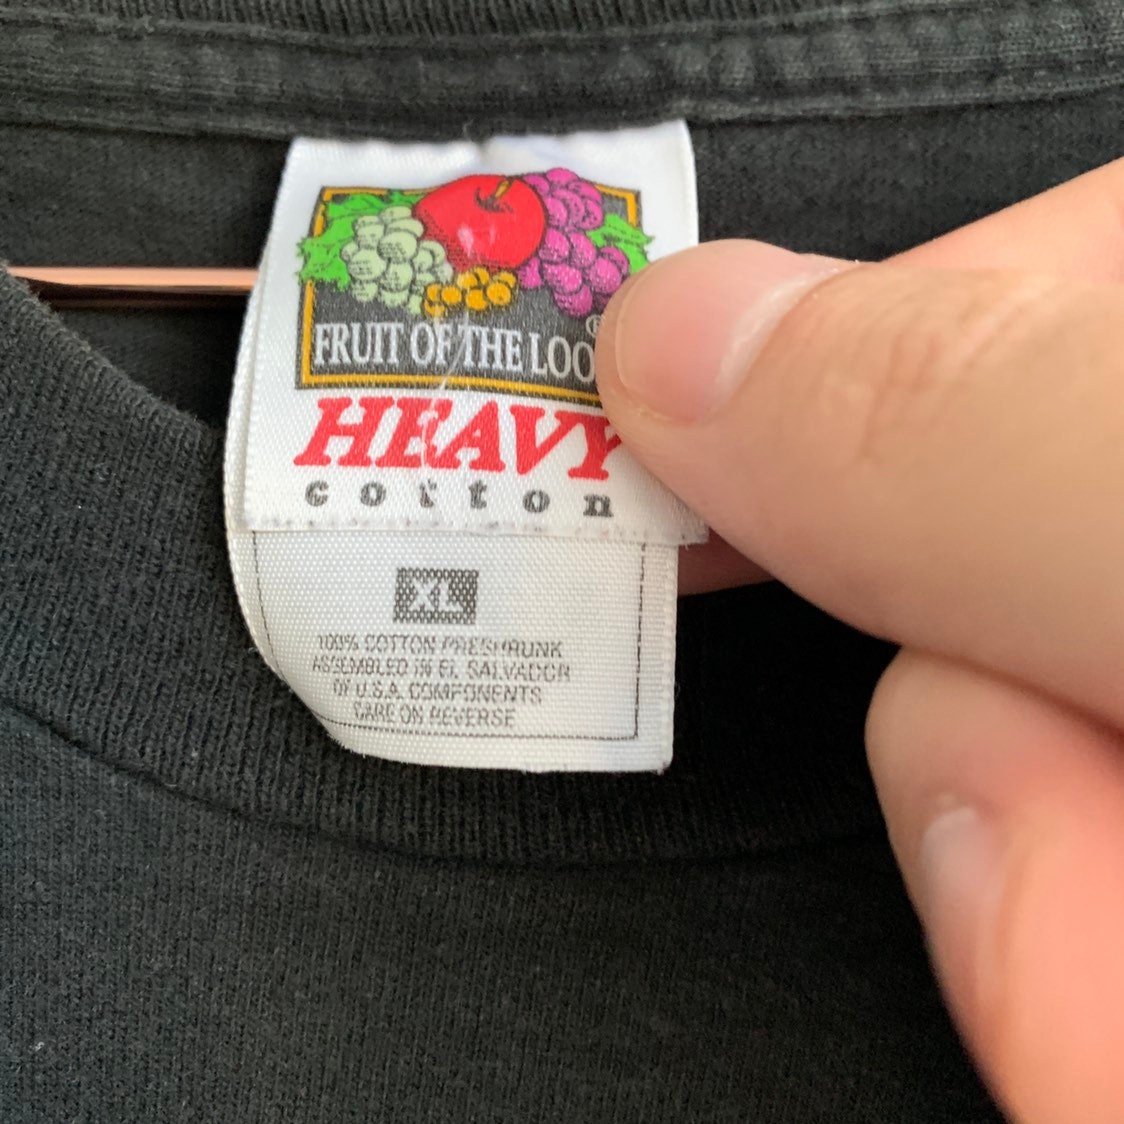 ®
FRUIT OF THE LOO
HEAVY
cotton
XL
100% COTTON PRESHRUNK
ASSEMBLED IN EL SALVADOR
OF U.S.A. COMPONENTS
CARE ON REVERSE